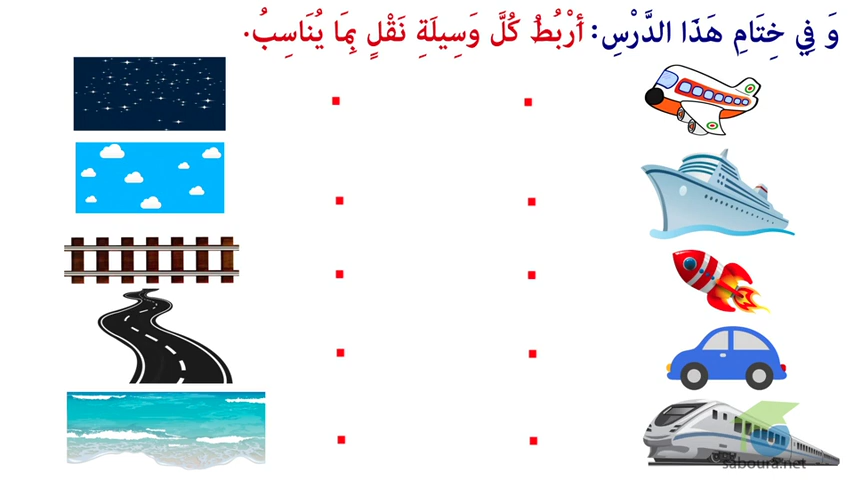 وَ فِي خِتَامِ هَذَا الدَّرْسِ: أَرْبُطُ كُلَّ وَسِيلَةِ نَقْلٍ بِمَا يُنَاسِبُ.
saboura.net